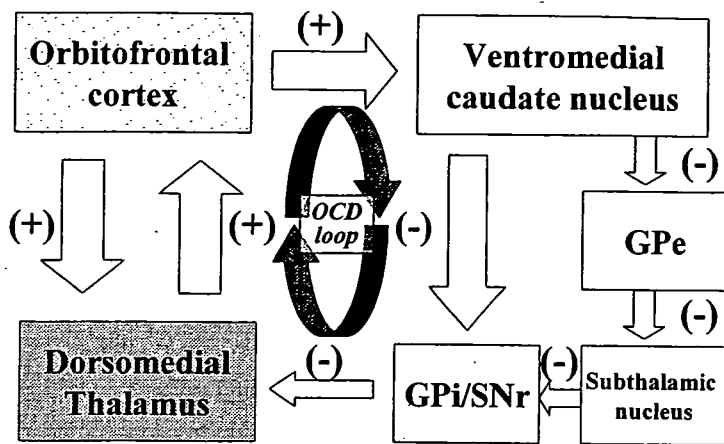 Orbitofrontal
cortex
(+)
Ventromedial
caudate nucleus
(-)
(+)
(+)
OCD
loop
(-)
GPe
(-)
Dorsomedial
Thalamus
(-)
GPi/SNr
(-)
Subthalamic
nucleus